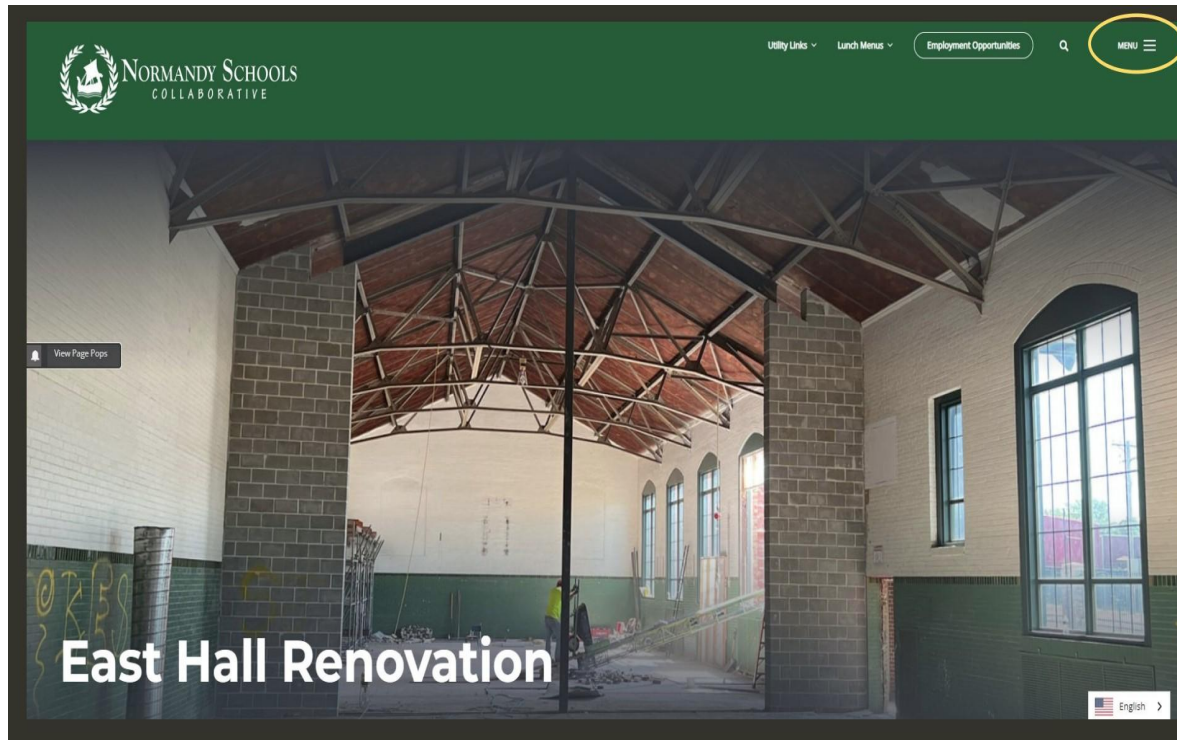 Utility Links
Lunch Menus
Employment Opportunities
MENU
NORMANDY SCHOOLS
COLLABORATIVE
View Page Pops
East Hall Renovation
English